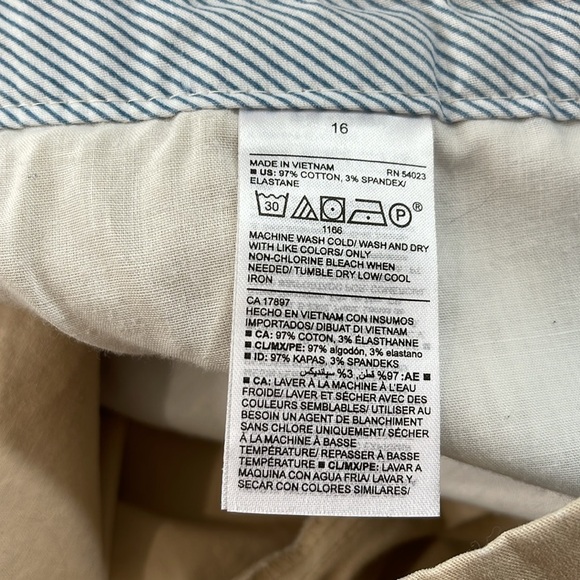 16
MADE IN VIETNAM RN 54023
■ US: 97% COTTON, 3% SPANDEX/
ELASTANE
30 P ®
1166
MACHINE WASH COLD/ WASH AND DRY
WITH LIKE COLORS/ ONLY
NON-CHLORINE BLEACH WHEN
NEEDED/ TUMBLE DRY LOW/ COOL
IRON
CA 17897
HECHO EN VIETNAM CON INSUMOS
IMPORTADOS/ DIBUAT DI VIETNAM
■ CA: 97% COTON, 3% ÉLASTHANNE
■ CL/MX/PE: 97% algodón, 3% elastano
■ ID: 97% KAPAS, 3% SPANDEKS
■ AE: 97% قطن, 3% سپاندیکس
■ CA: LAVER À LA MACHINE À L'EAU
FROIDE/ LAVER ET SÉCHER AVEC DES
COULEURS SEMBLABLES/ UTILISER AU
BESOIN UN AGENT DE BLANCHIMENT
SANS CHLORE UNIQUEMENT/ SÉCHER
À LA MACHINE À BASSE
TEMPÉRATURE/ REPASSER À BASSE
TEMPÉRATURE ■ CL/MX/PE: LAVAR A
MAQUINA CON AGUA FRIA/ LAVAR Y
SECAR CON COLORES SIMILARES/